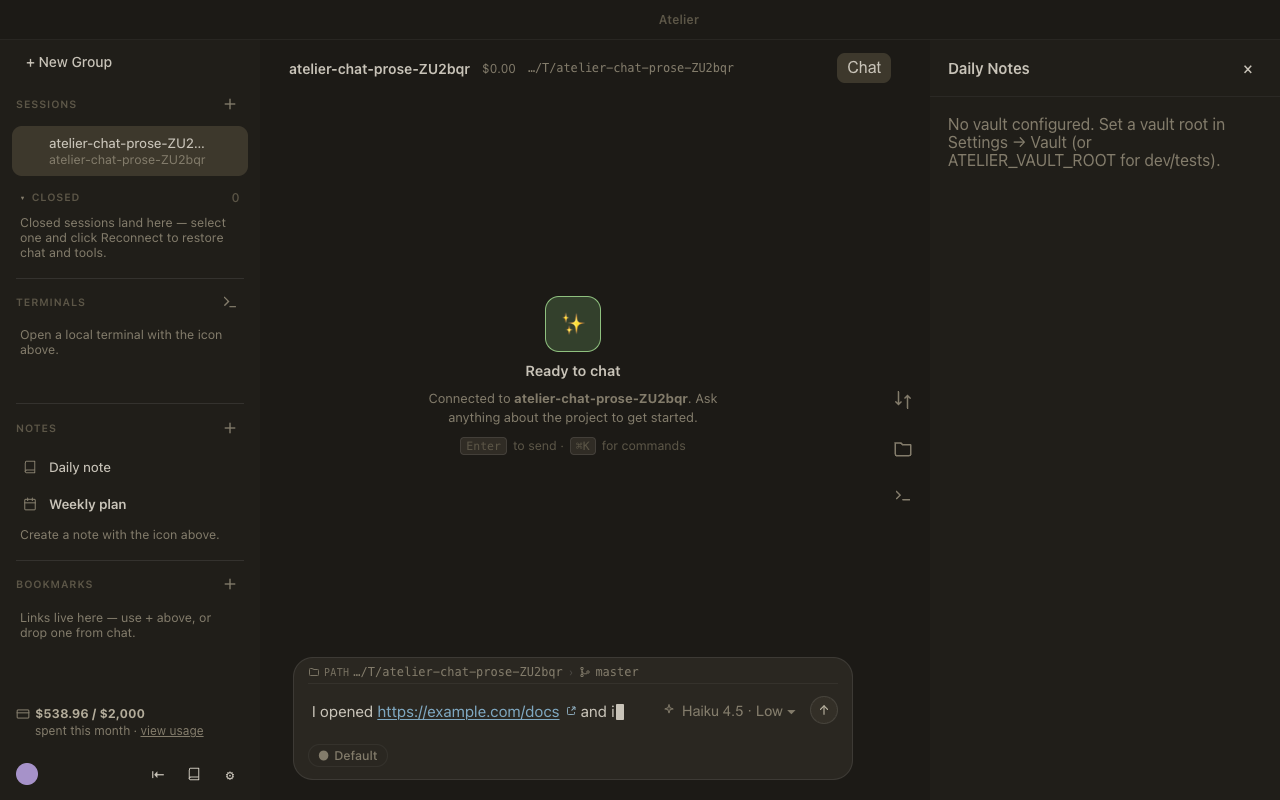 Atelier
+ New Group
SESSIONS
atelier-chat-prose-ZU2...
atelier-chat-prose-ZU2bqr
CLOSED 0
Closed sessions land here — select
one and click Reconnect to restore
chat and tools.
TERMINALS
Open a local terminal with the icon
above.
NOTES
Daily note
Weekly plan
Create a note with the icon above.
BOOKMARKS
Links live here — use + above, or
drop one from chat.
$538.96 / $2,000
spent this month · view usage
atelier-chat-prose-ZU2bqr $0.00 …/T/atelier-chat-prose-ZU2bqr Chat
Ready to chat
Connected to atelier-chat-prose-ZU2bqr. Ask
anything about the project to get started.
Enter to send · ⌘K for commands
PATH …/T/atelier-chat-prose-ZU2bqr › master
I opened https://example.com/docs and i
Haiku 4.5 · Low
Default
Daily Notes ×
No vault configured. Set a vault root in
Settings → Vault (or
ATELIER_VAULT_ROOT for dev/tests).